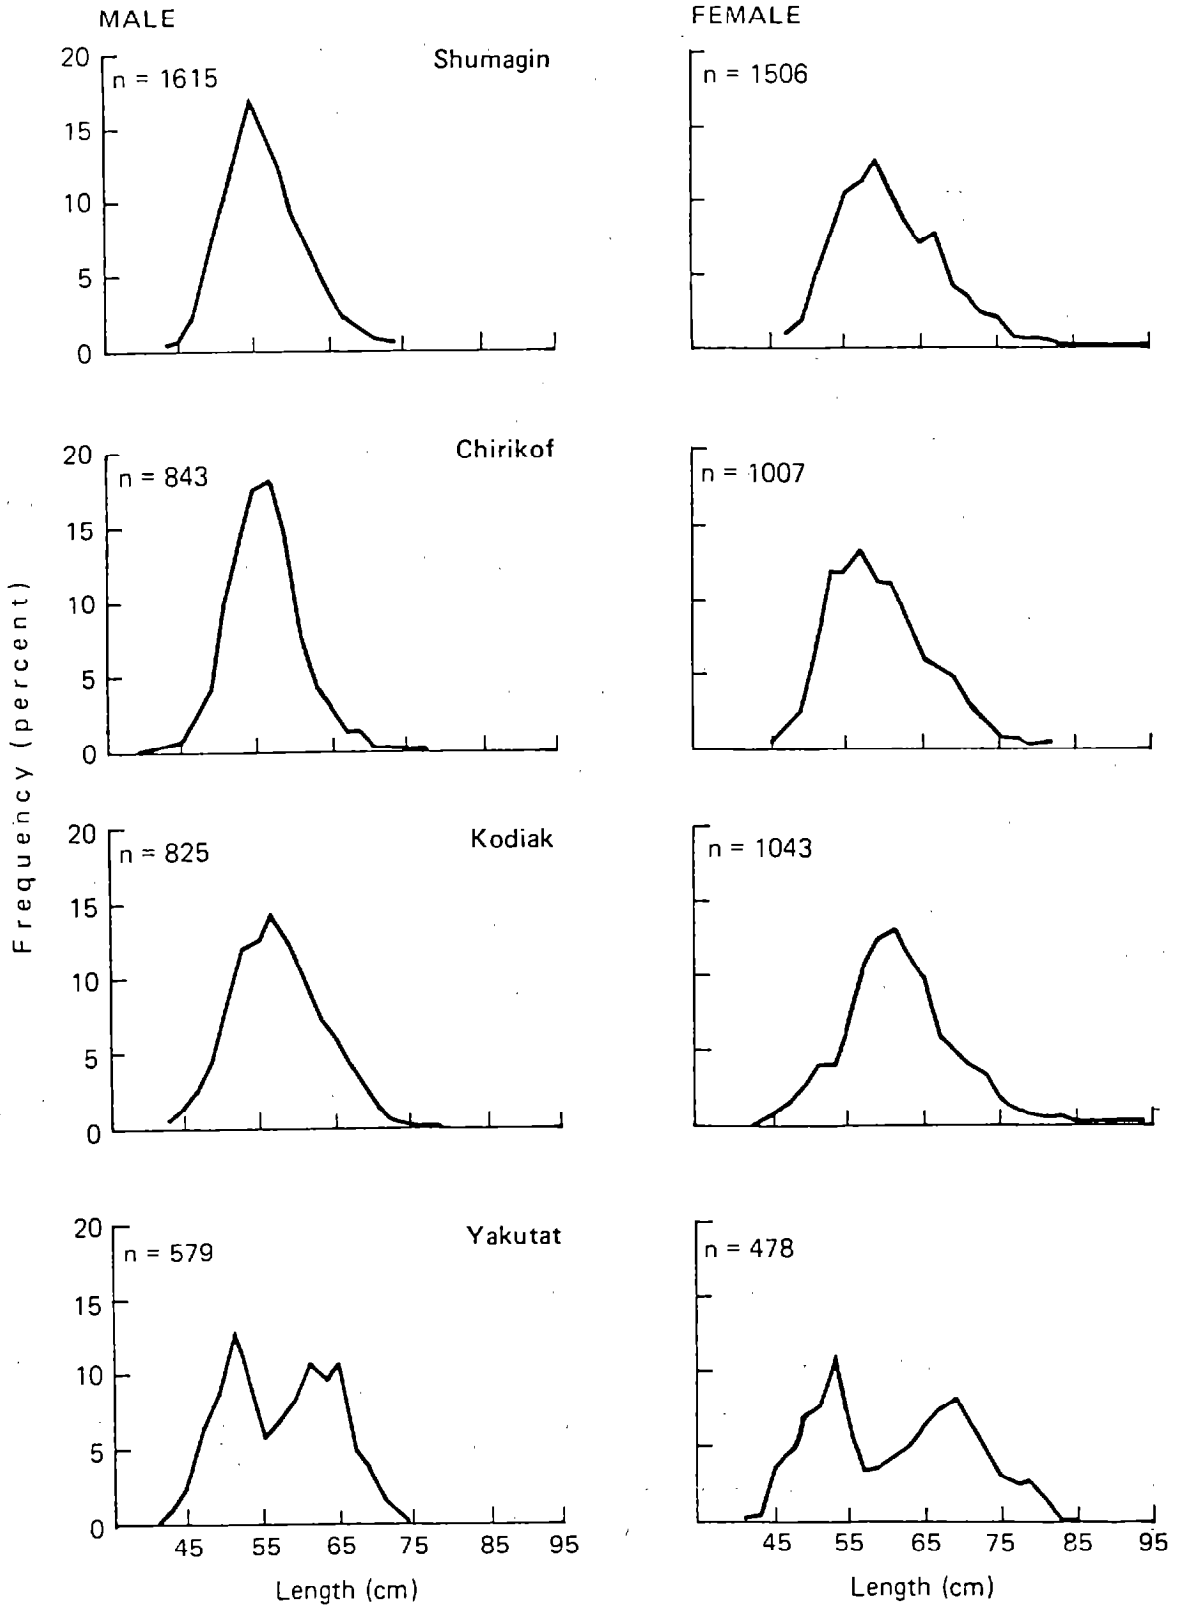 MALE
FEMALE
Shumagin
n = 1615
n = 1506
20
15
10
5
0
Chirikof
n = 843
n = 1007
20
15
10
5
0
Kodiak
n = 825
n = 1043
20
15
10
5
0
Yakutat
n = 579
n = 478
20
15
10
5
0
Frequency (percent)
45 55 65 75 85 95
45 55 65 75 85 95
Length (cm)
Length (cm)